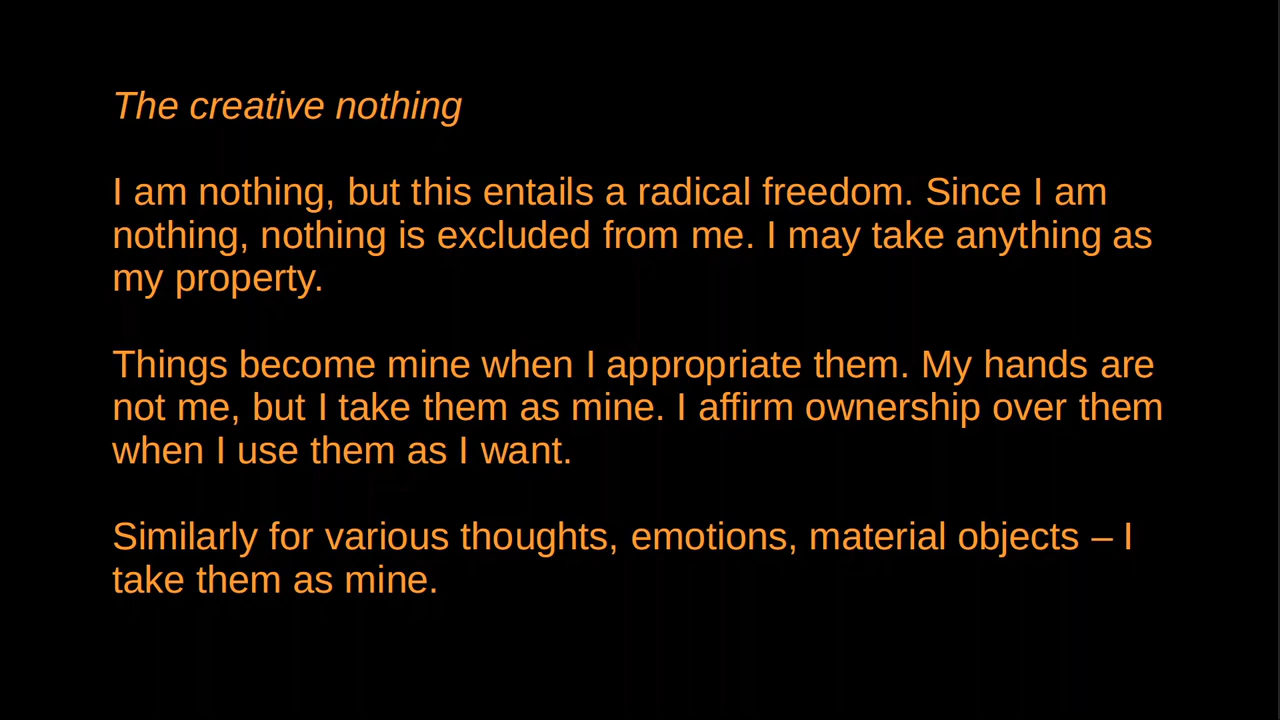 The creative nothing
I am nothing, but this entails a radical freedom. Since I am
nothing, nothing is excluded from me. I may take anything as
my property.
Things become mine when I appropriate them. My hands are
not me, but I take them as mine. I affirm ownership over them
when I use them as I want.
Similarly for various thoughts, emotions, material objects – I
take them as mine.